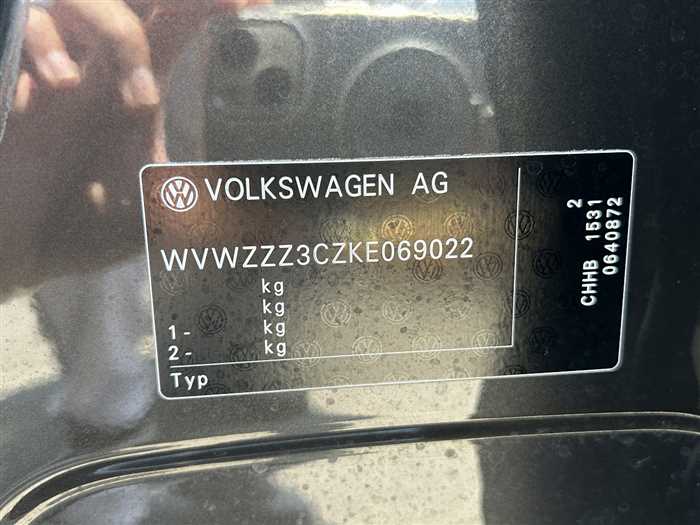 VOLKSWAGEN AG
WVWZZZ3CZKE069022
kg
kg
1- kg
2- kg
Typ
2
CHHB 1531
0640872